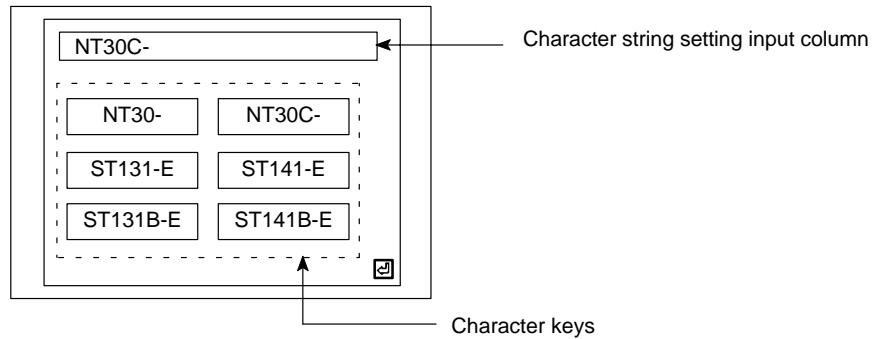 NT30C-
Character string setting input column
NT30-
NT30C-
ST131-E
ST141-E
ST131B-E
ST141B-E
Character keys